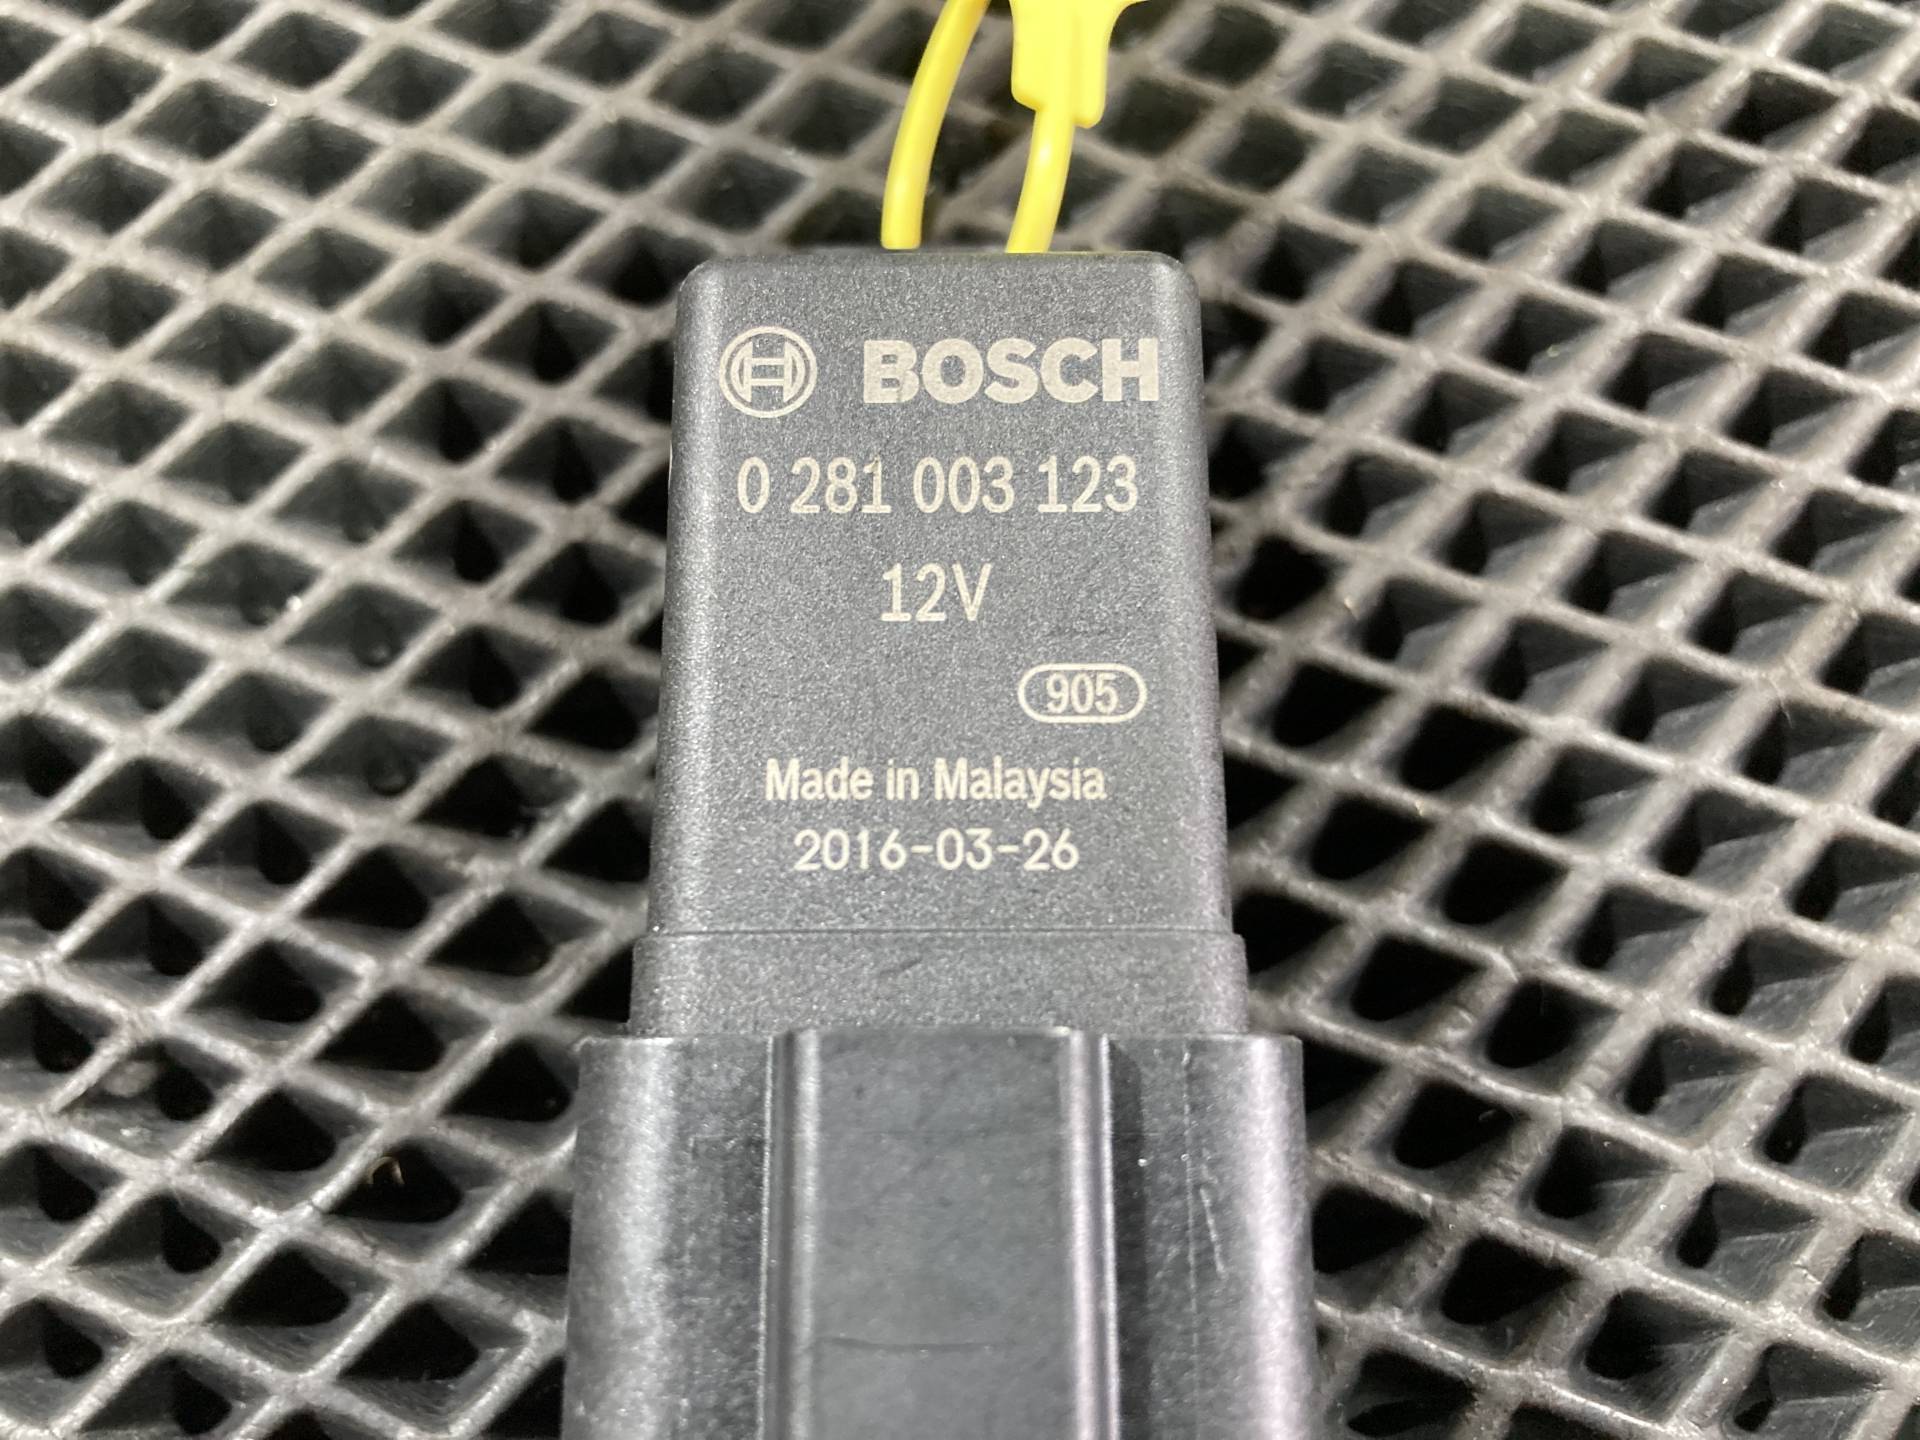 BOSCH
0 281 003 123
12V
905
Made in Malaysia
2016-03-26